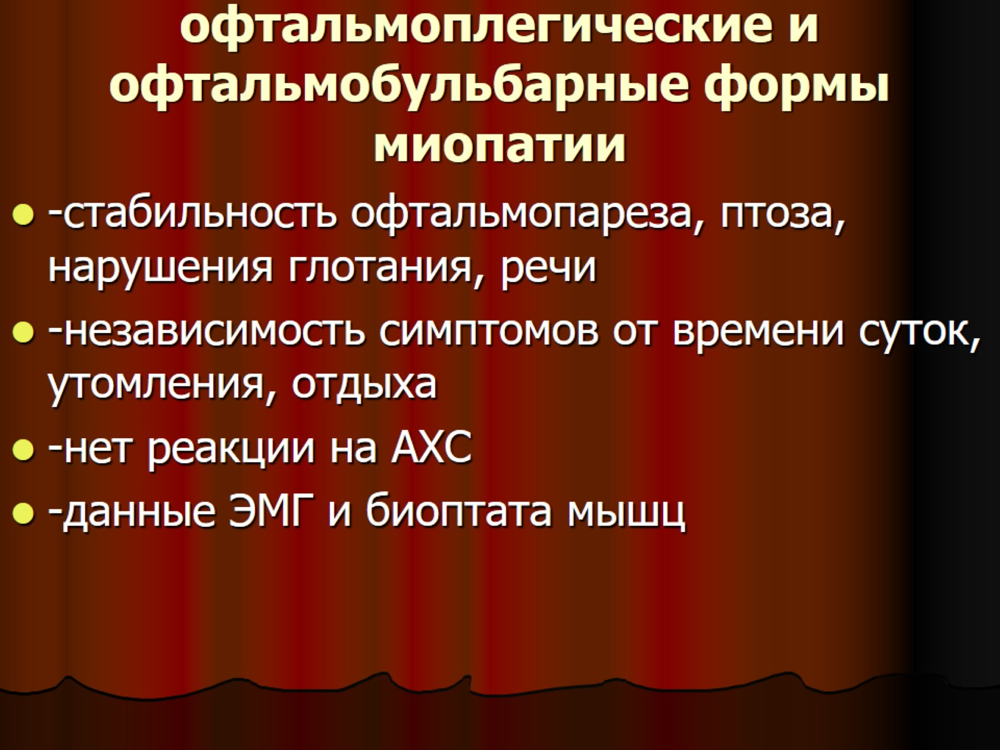 офтальмоплегические и
офтальмобульбарные формы
миопатии
-стабильность офтальмопареза, птоза,
нарушения глотания, речи
-независимость симптомов от времени суток,
утомления, отдыха
-нет реакции на АХС
-данные ЭМГ и биоптата мышц